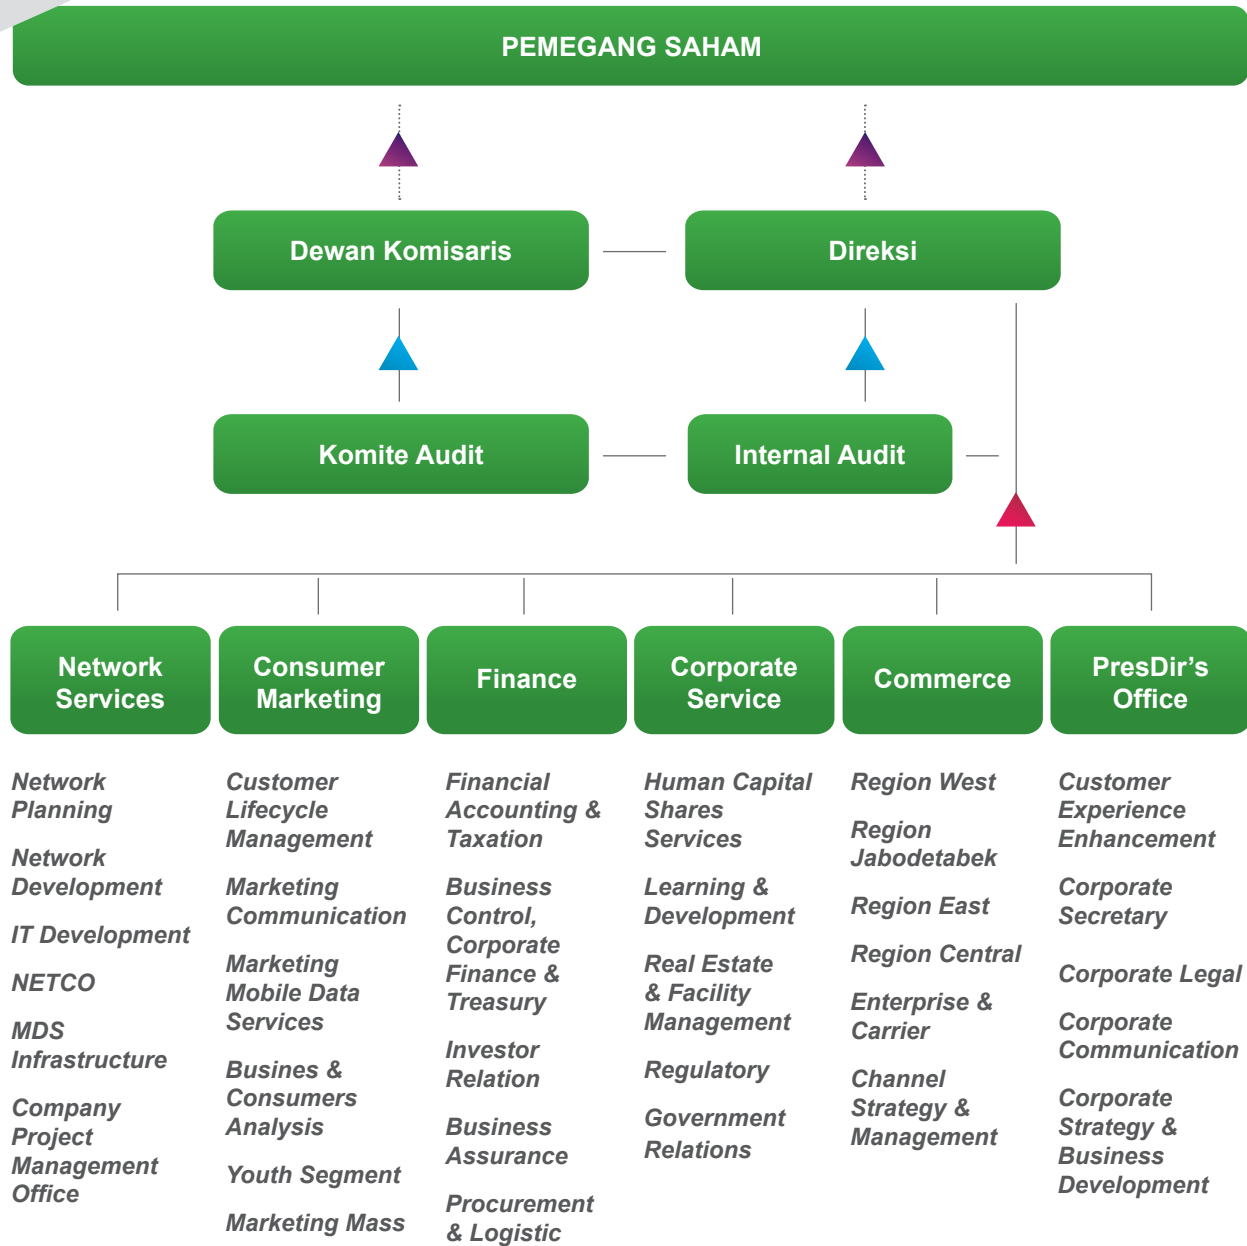 PEMEGANG SAHAM
Dewan Komisaris
Direksi
Komite Audit
Internal Audit
Network
Services
Network
Planning
Network
Development
IT Development
NETCO
MDS
Infrastructure
Company
Project
Management
Office
Consumer
Marketing
Customer
Lifecycle
Management
Marketing
Communication
Marketing
Mobile Data
Services
Busines &
Consumers
Analysis
Youth Segment
Marketing Mass
Finance
Financial
Accounting &
Taxation
Business
Control,
Corporate
Finance &
Treasury
Investor
Relation
Business
Assurance
Procurement
& Logistic
Corporate
Service
Human Capital
Shares
Services
Learning &
Development
Real Estate
& Facility
Management
Regulatory
Government
Relations
Commerce
Region West
Region
Jabodetabek
Region East
Region Central
Enterprise &
Carrier
Channel
Strategy &
Management
PresDir’s
Office
Customer
Experience
Enhancement
Corporate
Secretary
Corporate Legal
Corporate
Communication
Corporate
Strategy &
Business
Development